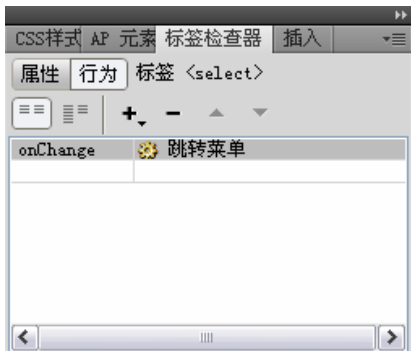 CSS样式 AP 元素 标签检查器 插入
属性 行为 标签 <select>
onChange 跳转菜单